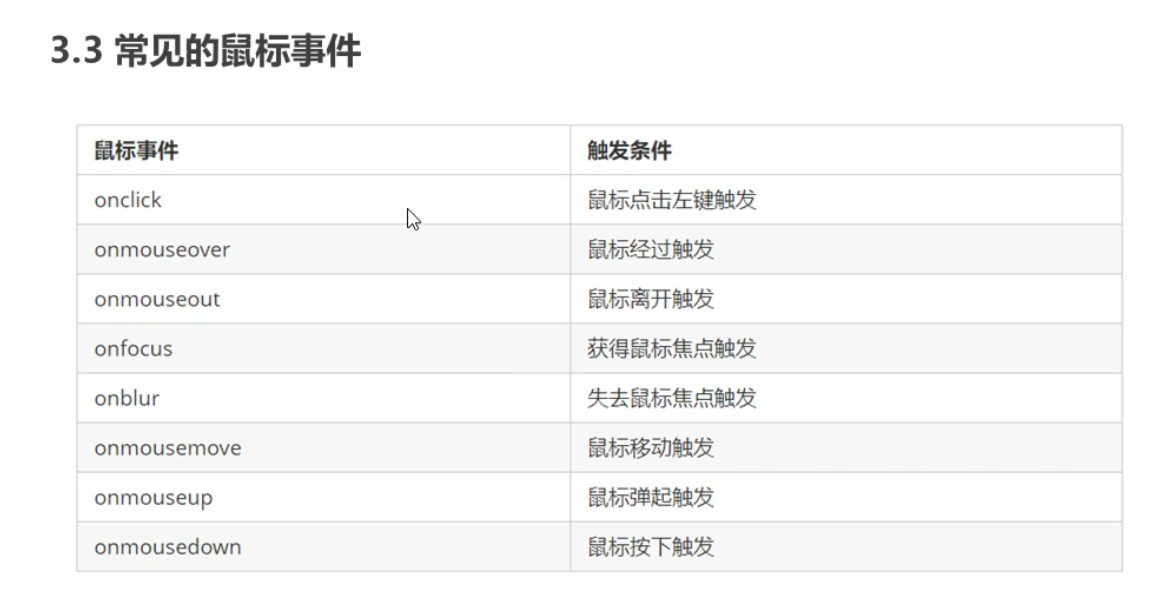 3.3 常见的鼠标事件
鼠标事件 触发条件
onclick 鼠标点击左键触发
onmouseover 鼠标经过触发
onmouseout 鼠标离开触发
onfocus 获得鼠标焦点触发
onblur 失去鼠标焦点触发
onmousemove 鼠标移动触发
onmouseup 鼠标弹起触发
onmousedown 鼠标按下触发